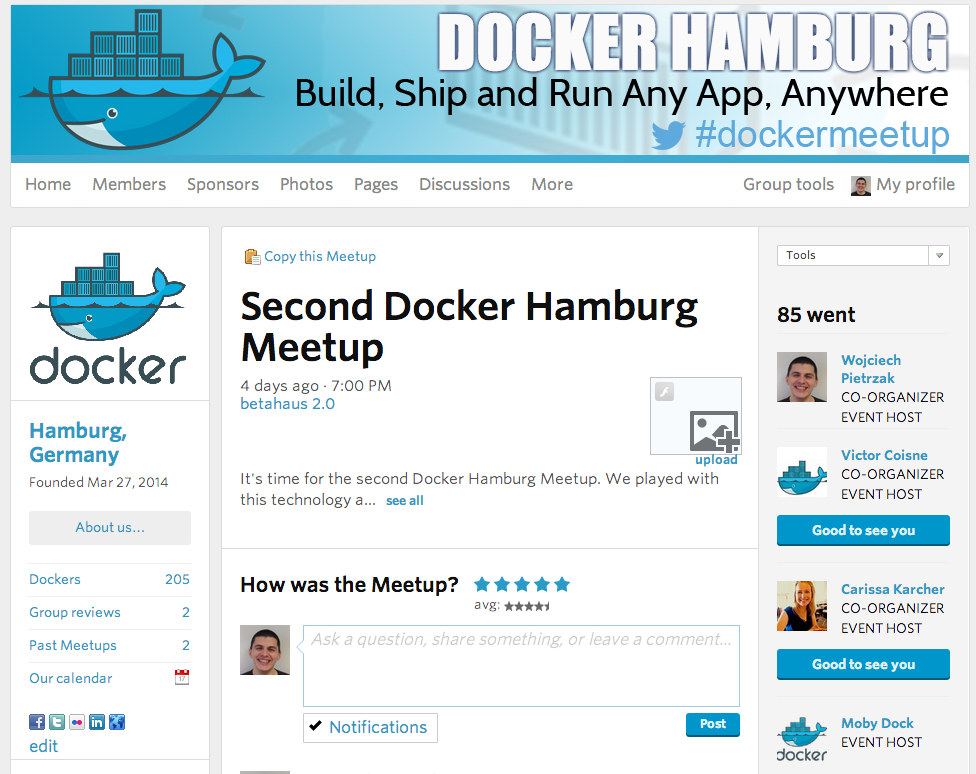 DOCKER HAMBURG
Build, Ship and Run Any App, Anywhere
#dockermeetup
Home Members Sponsors Photos Pages Discussions More Group tools My profile
docker
Hamburg,
Germany
Founded Mar 27, 2014
About us...
Dockers 205
Group reviews 2
Past Meetups 2
Our calendar 17
edit
Copy this Meetup
Second Docker Hamburg
Meetup
4 days ago · 7:00 PM
betahaus 2.0
upload
It's time for the second Docker Hamburg Meetup. We played with
this technology a... see all
How was the Meetup?
avg:
Ask a question, share something, or leave a comment...
Notifications
Post
Tools
85 went
Wojciech
Pietrzak
CO-ORGANIZER
EVENT HOST
Victor Coisne
CO-ORGANIZER
EVENT HOST
Good to see you
Carissa Karcher
CO-ORGANIZER
EVENT HOST
Good to see you
Moby Dock
EVENT HOST
docker